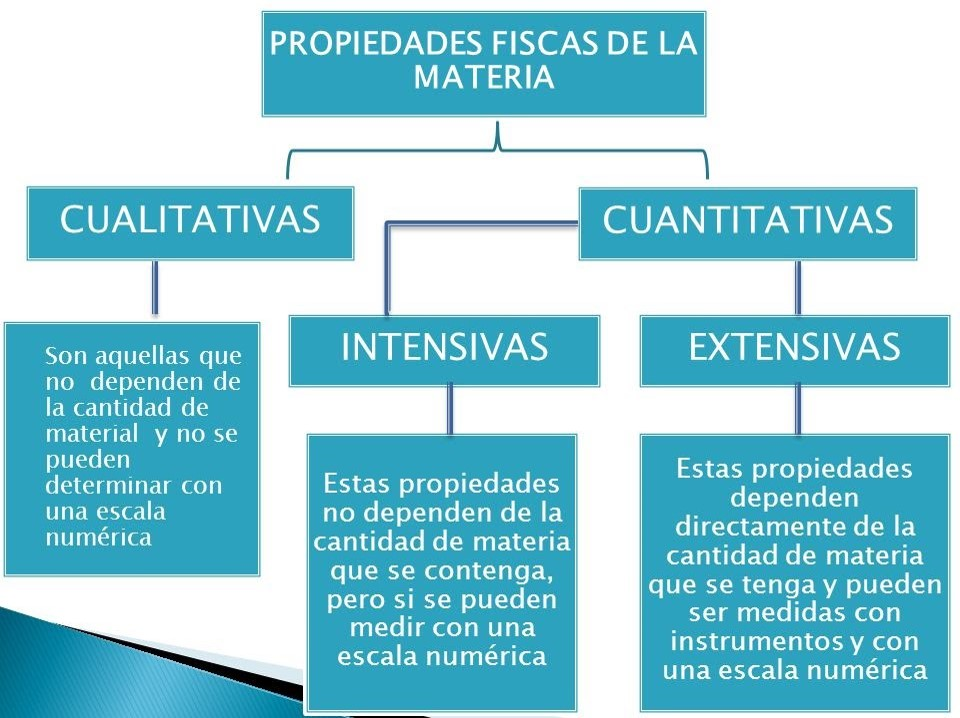 PROPIEDADES FISCAS DE LA
MATERIA
CUALITATIVAS
CUANTITATIVAS
Son aquellas que
no dependen de
la cantidad de
material y no se
pueden
determinar con
una escala
numérica
INTENSIVAS
EXTENSIVAS
Estas propiedades
no dependen de la
cantidad de materia
que se contenga,
pero si se pueden
medir con una
escala numérica
Estas propiedades
dependen
directamente de la
cantidad de materia
que se tenga y pueden
ser medidas con
instrumentos y con
una escala numérica